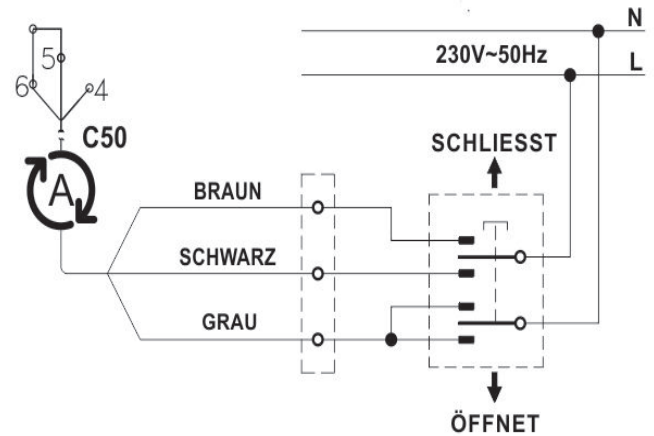 N
230V~50Hz
L
5
6
4
C50
SCHLIESST
A
BRAUN
SCHWARZ
GRAU
ÖFFNET